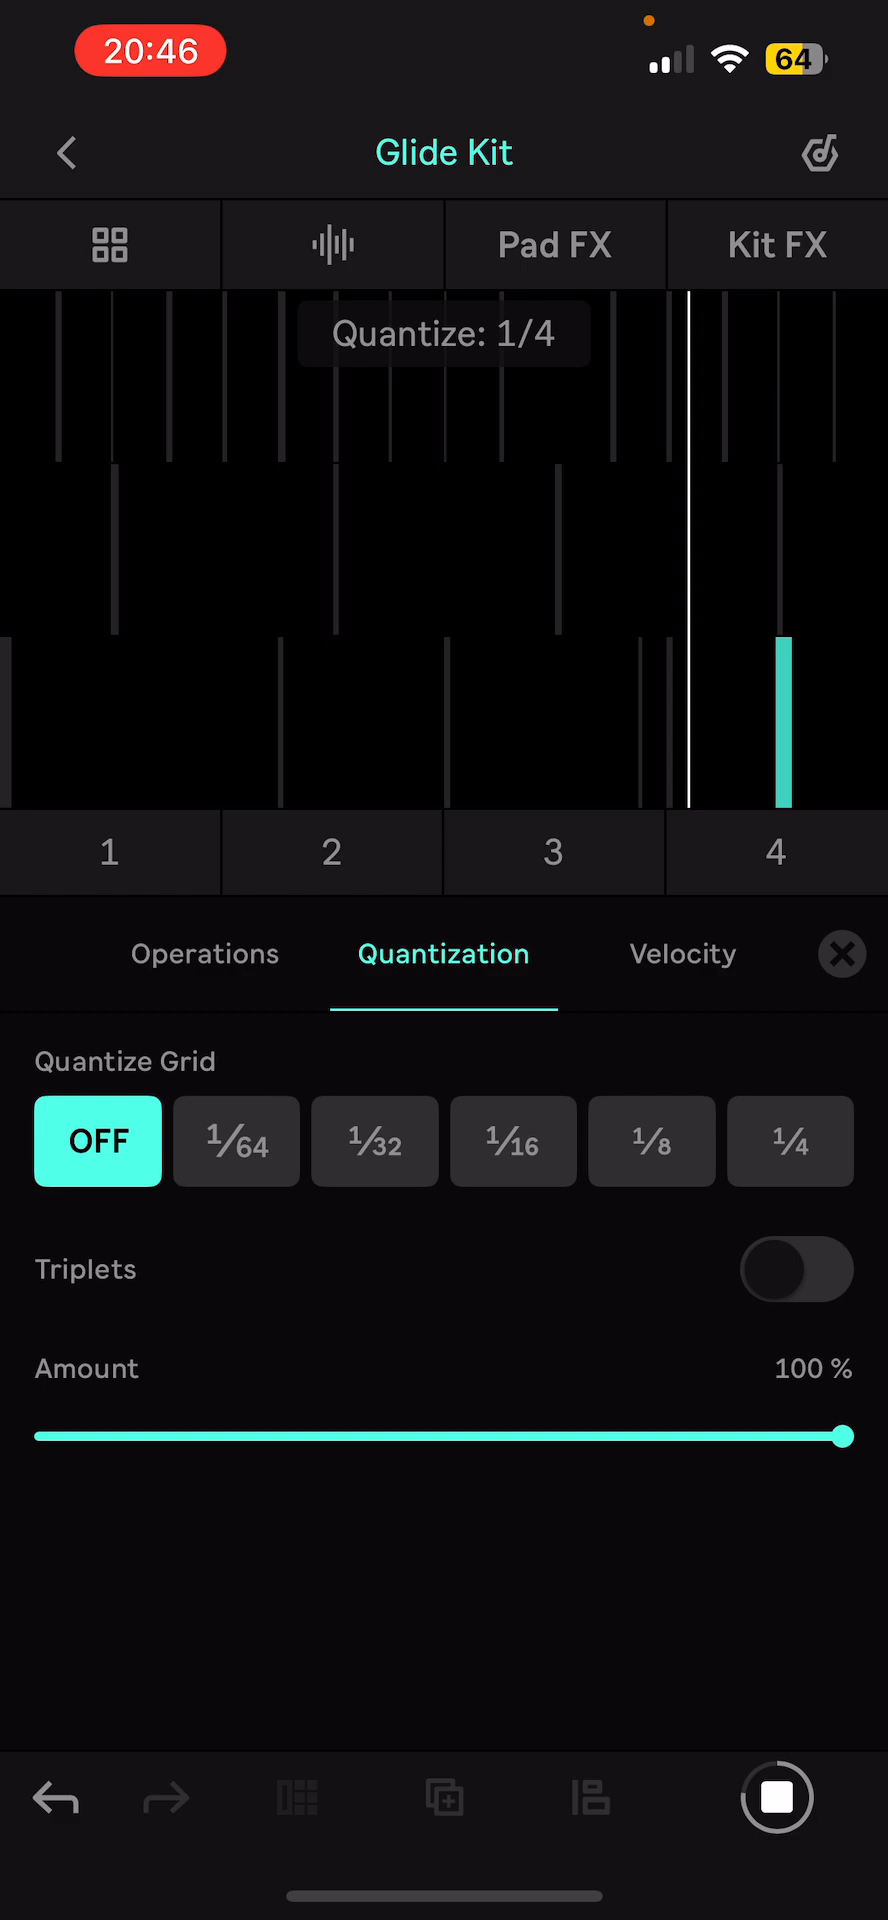 20:46
64
Glide Kit
Pad FX
Kit FX
Quantize: 1/4
1
2
3
4
Operations
Quantization
Velocity
Quantize Grid
OFF
1/64
1/32
1/16
1/8
1/4
Triplets
Amount
100 %